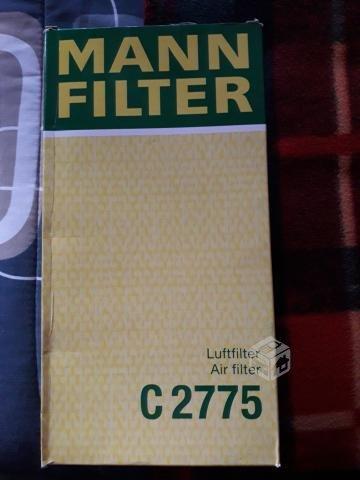 MANN
FILTER
Luftfilter
Air filter
C 2775